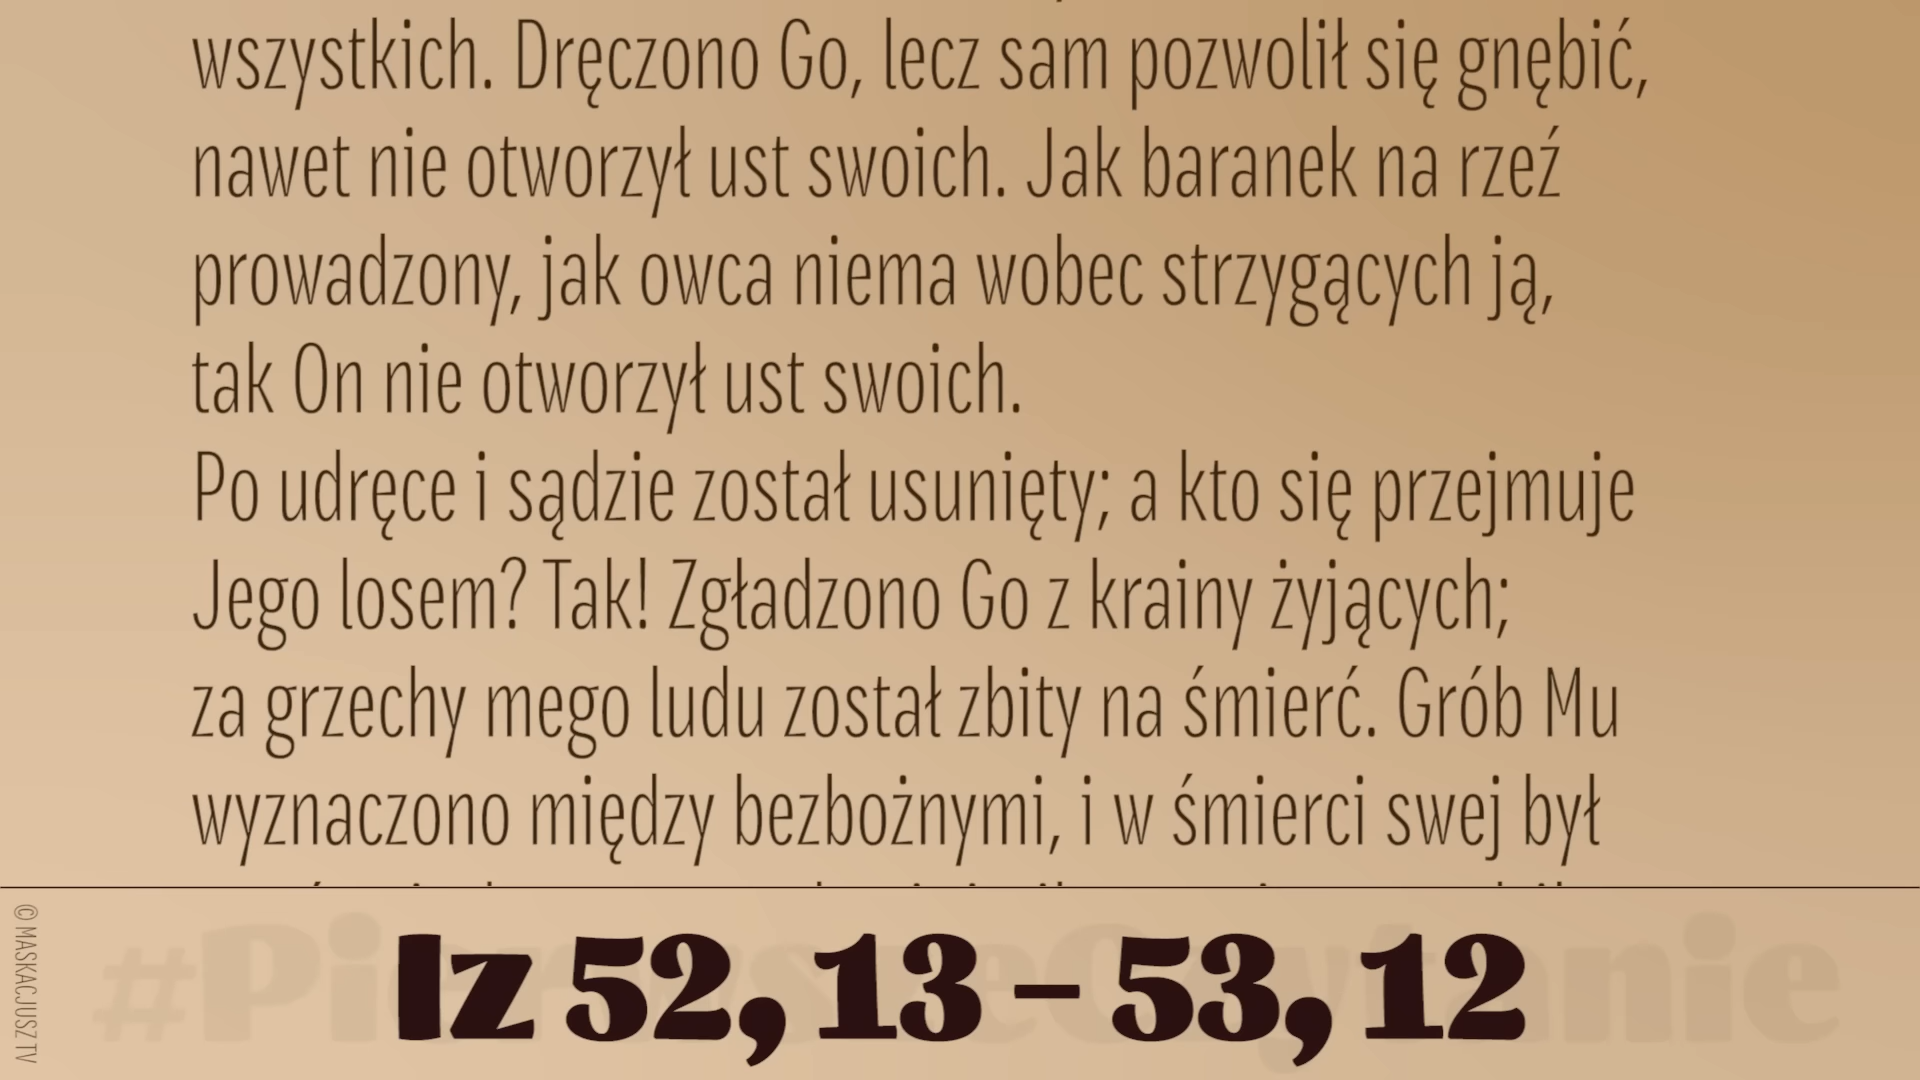 wszystkich. Dręczono Go, lecz sam pozwolił się gnębić,
nawet nie otworzył ust swoich. Jak baranek na rzeź
prowadzony, jak owca niema wobec strzygących ją,
tak On nie otworzył ust swoich.
Po udręce i sądzie został usunięty; a kto się przejmuje
Jego losem? Tak! Zgładzono Go z krainy żyjących;
za grzechy mego ludu został zbity na śmierć. Grób Mu
wyznaczono między bezbożnymi, i w śmierci swej był
#PierwszeCzytanie
Iz 52, 13 – 53, 12
© MASKACJUSZ TV